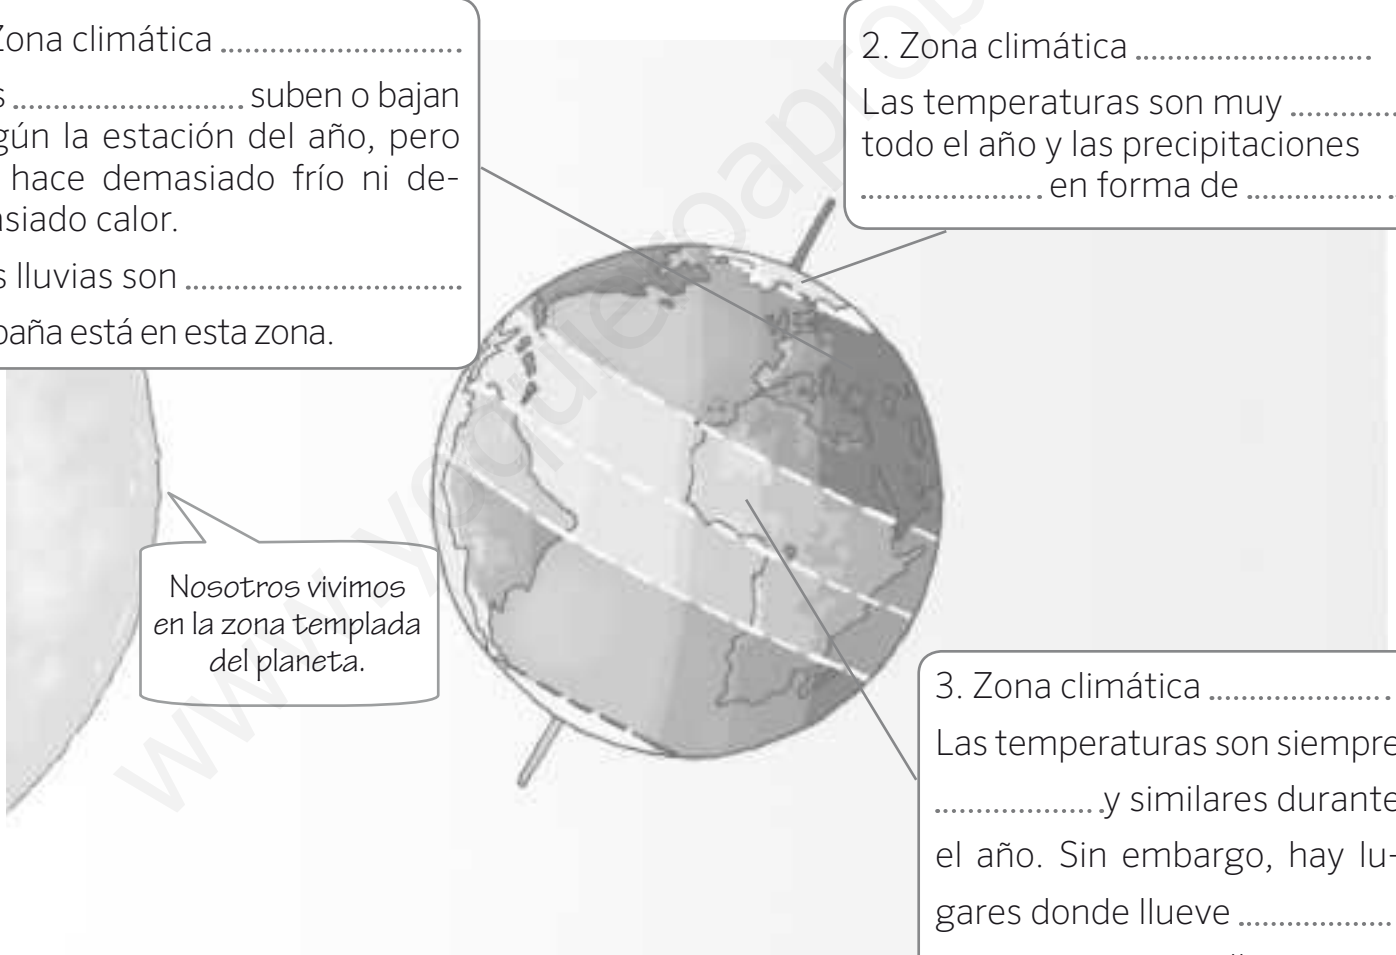 Zona climática ............................
s ............................ suben o bajan
gún la estación del año, pero
hace demasiado frío ni de-
asiado calor.
s lluvias son ................................
paña está en esta zona.
2. Zona climática ............................
Las temperaturas son muy .............
todo el año y las precipitaciones
..................... en forma de ..................
Nosotros vivimos
en la zona templada
del planeta.
3. Zona climática .....................
Las temperaturas son siempre
.................... y similares durante
el año. Sin embargo, hay lu-
gares donde llueve ..................